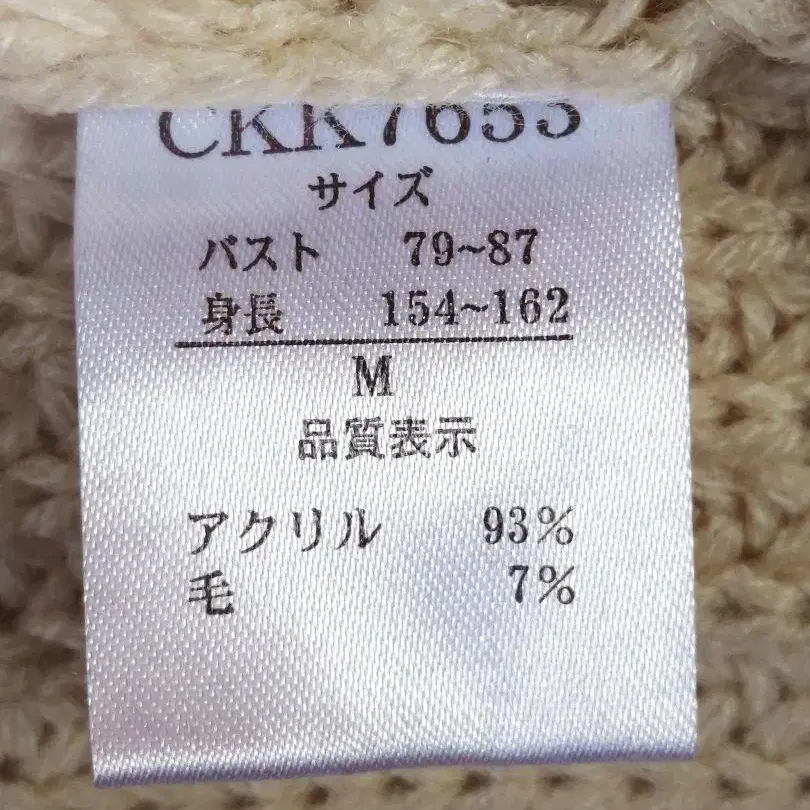 CKK7653
サイズ
バスト 79~87
身長 154~162
M
品質表示
アクリル 93%
毛 7%